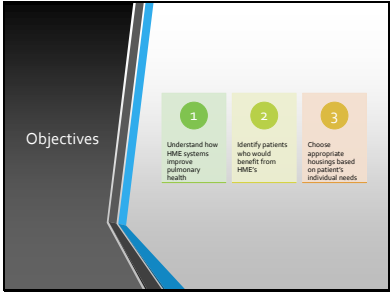 Objectives
1
Understand how
HME systems
improve
pulmonary
health
2
Identify patients
who would
benefit from
HME's
3
Choose
appropriate
housings based
on patient's
individual needs